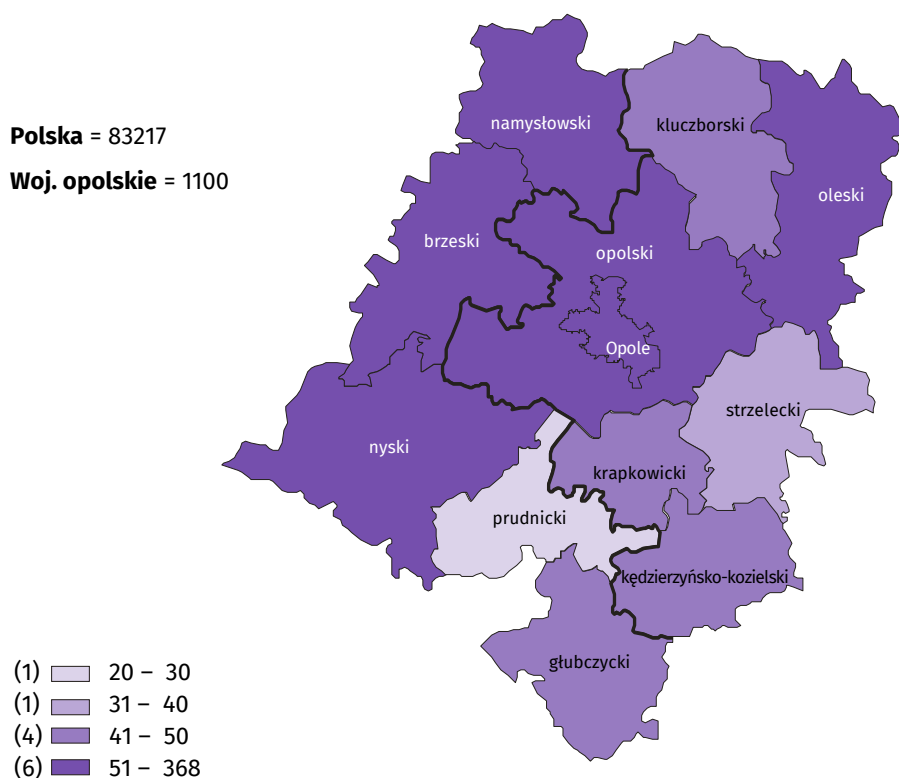 Polska = 83217
Woj. opolskie = 1100
namysłowski
kluczborski
oleski
brzeski
opolski
Opole
strzelecki
nyski
krapkowicki
prudnicki
kędzierzyńsko-kozielski
głubczycki
(1) 20 – 30
(1) 31 – 40
(4) 41 – 50
(6) 51 – 368